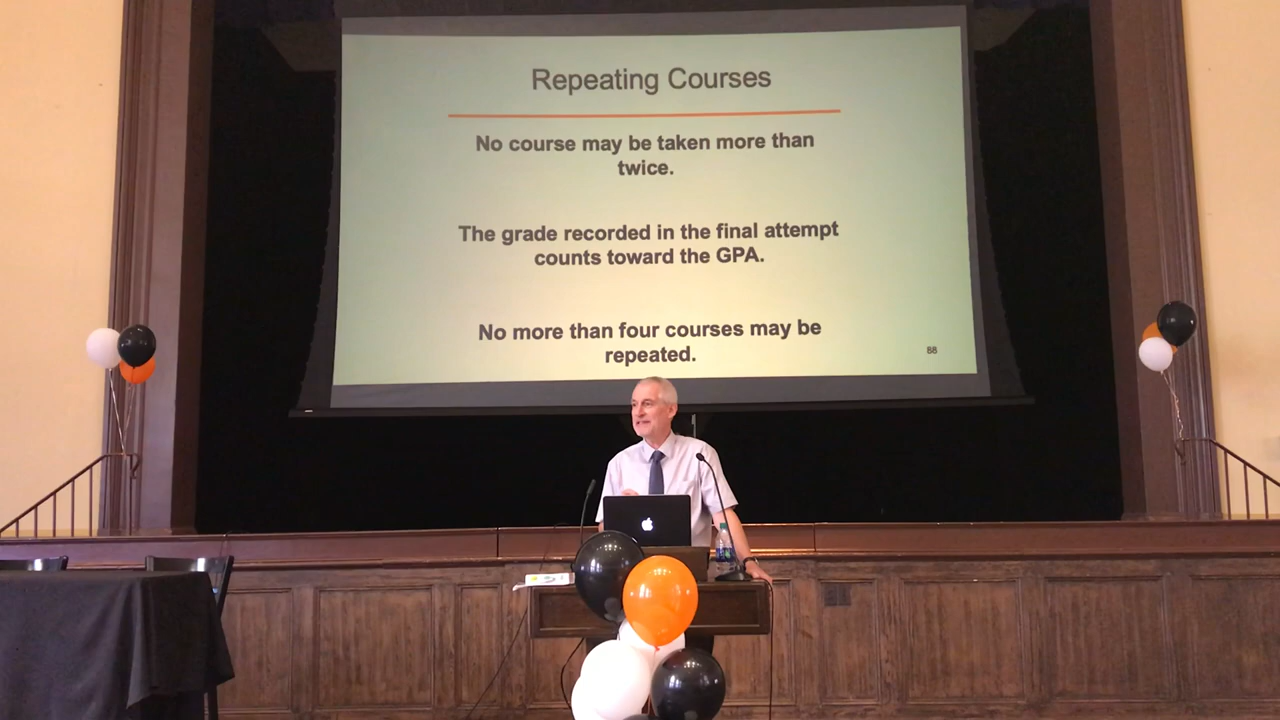 Repeating Courses
No course may be taken more than
twice.
The grade recorded in the final attempt
counts toward the GPA.
No more than four courses may be
repeated.
88